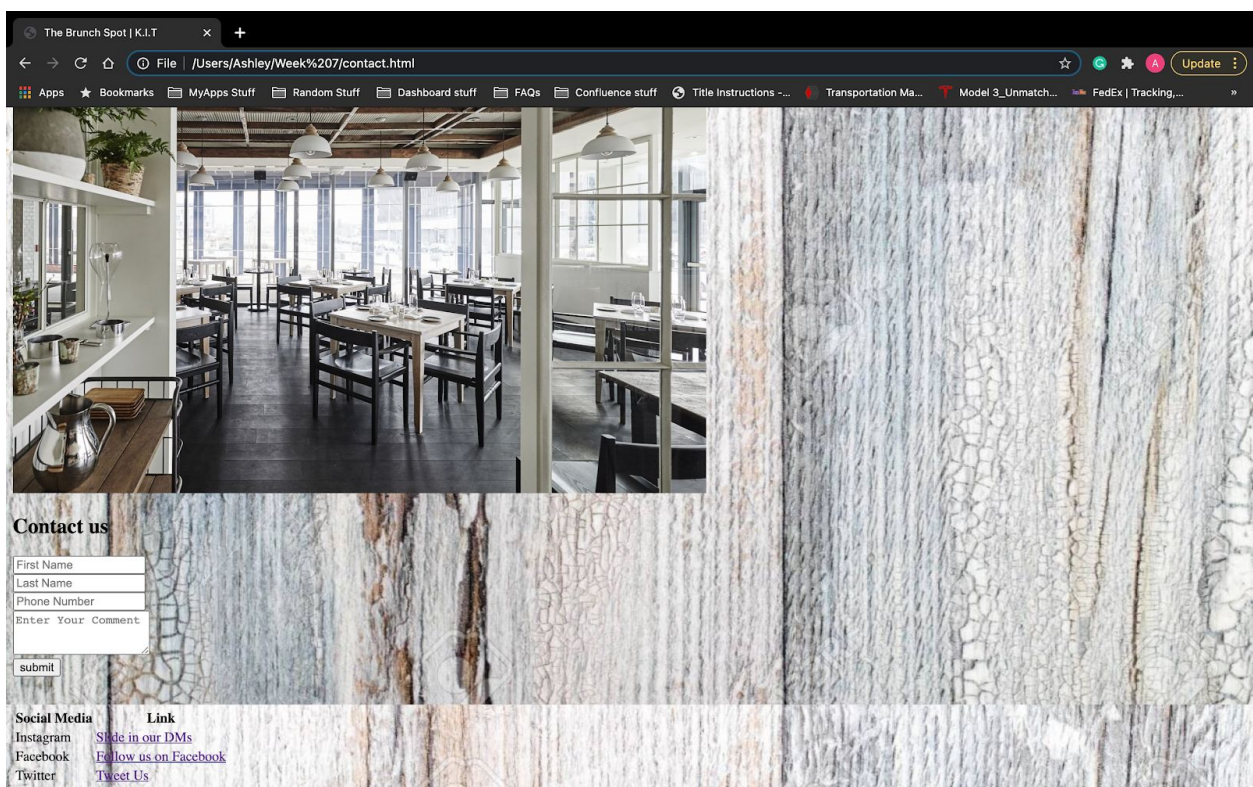 The Brunch Spot | K.I.T
File | /Users/Ashley/Week%207/contact.html
A Update
Apps Bookmarks MyApps Stuff Random Stuff Dashboard stuff FAQs Confluence stuff Title Instructions -... Transportation Ma... Model 3_Unmatch... FedEx | Tracking,... »
Contact us
First Name
Last Name
Phone Number
Enter Your Comment
submit
Social Media Link
Instagram Slide in our DMs
Facebook Follow us on Facebook
Twitter Tweet Us